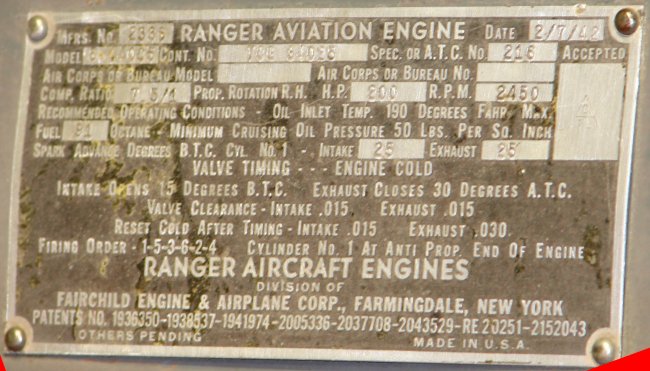 MFRS. No. RANGER AVIATION ENGINE DATE 2/7/42
MODEL CONT. No. SPEC. OR A.T.C. No. 216 ACCEPTED
AIR CORPS OR BUREAU MODEL AIR CORPS OR BUREAU No.
COMP. RATIO PROP. ROTATION R.H. H.P. 200 R.P.M. 2450
RECOMMENDED OPERATING CONDITIONS - OIL INLET TEMP. 190 DEGREES FAHR. MAX.
FUEL 91 OCTANE - MINIMUM CRUISING OIL PRESSURE 50 LBS. PER SQ. INCH
SPARK ADVANCE DEGREES B.T.C. CYL. NO. 1 - INTAKE 25 EXHAUST 25
VALVE TIMING - - - ENGINE COLD
INTAKE OPENS 15 DEGREES B.T.C. EXHAUST CLOSES 30 DEGREES A.T.C.
VALVE CLEARANCE - INTAKE .015 EXHAUST .015
RESET COLD AFTER TIMING - INTAKE .015 EXHAUST .030
FIRING ORDER - 1-5-3-6-2-4 CYLINDER NO. 1 AT ANTI PROP. END OF ENGINE
RANGER AIRCRAFT ENGINES
DIVISION OF
FAIRCHILD ENGINE & AIRPLANE CORP., FARMINGDALE, NEW YORK
PATENTS NO. 1936350-1938537-1941974-2005336-2037708-2043529-RE 20251-2152043
OTHERS PENDING MADE IN U.S.A.